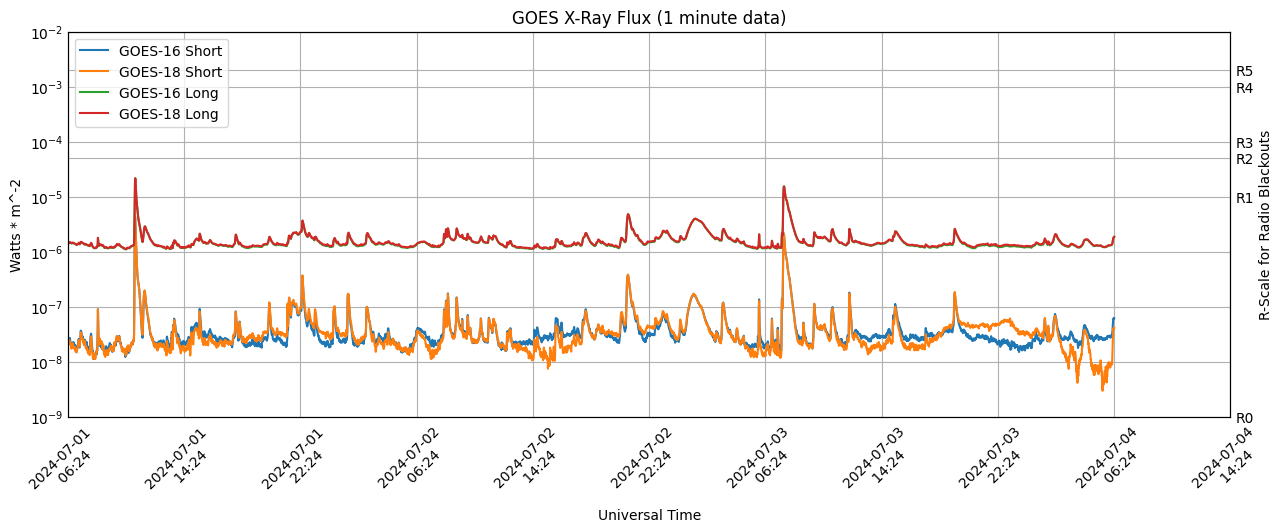 GOES X-Ray Flux (1 minute data)
GOES-16 Short
GOES-18 Short
GOES-16 Long
GOES-18 Long
10^-2
10^-3
10^-4
10^-5
10^-6
10^-7
10^-8
10^-9
Watts * m^-2
R5
R4
R3
R2
R1
R0
R-Scale for Radio Blackouts
2024-07-01
06:24
2024-07-01
14:24
2024-07-01
22:24
2024-07-02
06:24
2024-07-02
14:24
2024-07-02
22:24
2024-07-03
06:24
2024-07-03
14:24
2024-07-03
22:24
2024-07-04
06:24
2024-07-04
14:24
Universal Time